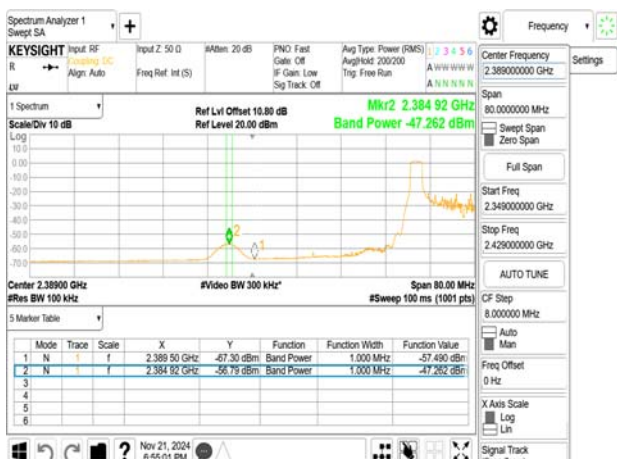 Spectrum Analyzer 1
Swept SA
+
Frequency
KEYSIGHT Input: RF Input Z: 50 Ω #Atten: 20 dB PNO: Fast Avg Type: Power (RMS) 1 2 3 4 5 6
R Coupling: DC Gate: Off Avg|Hold: 200/200 A W W W W W
Align: Auto Freq Ref: Int (S) IF Gain: Low Trig: Free Run
Sig Track: Off A N N N N N
Center Frequency
2.389000000 GHz
Settings
Span
80.0000000 MHz
Swept Span
Zero Span
Full Span
Start Freq
2.349000000 GHz
Stop Freq
2.429000000 GHz
AUTO TUNE
CF Step
8.000000 MHz
Auto
Man
Freq Offset
0 Hz
X Axis Scale
Log
Lin
Signal Track
1 Spectrum
Scale/Div 10 dB
Ref Lvl Offset 10.80 dB
Ref Level 20.00 dBm
Mkr2 2.384 92 GHz
Band Power -47.262 dBm
Log
10.0
0.00
-10.0
-20.0
-30.0
-40.0
-50.0
-60.0
-70.0
2
1
Center 2.38900 GHz #Video BW 300 kHz* Span 80.00 MHz
#Res BW 100 kHz #Sweep 100 ms (1001 pts)
5 Marker Table
Mode Trace Scale X Y Function Function Width Function Value
1 N 1 f 2.389 50 GHz -67.30 dBm Band Power 1.000 MHz -57.490 dBm
2 N 1 f 2.384 92 GHz -56.79 dBm Band Power 1.000 MHz -47.262 dBm
3
4
5
6
? Nov 21, 2024
6:55:01 PM